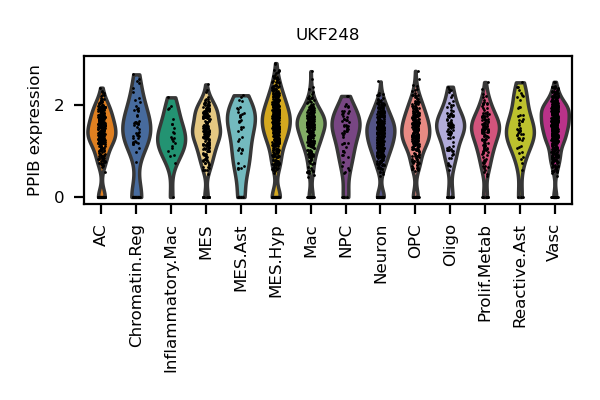 UKF248
PPIB expression
2
0
AC
Chromatin.Reg
Inflammatory.Mac
MES
MES.Ast
MES.Hyp
Mac
NPC
Neuron
OPC
Oligo
Prolif.Metab
Reactive.Ast
Vasc